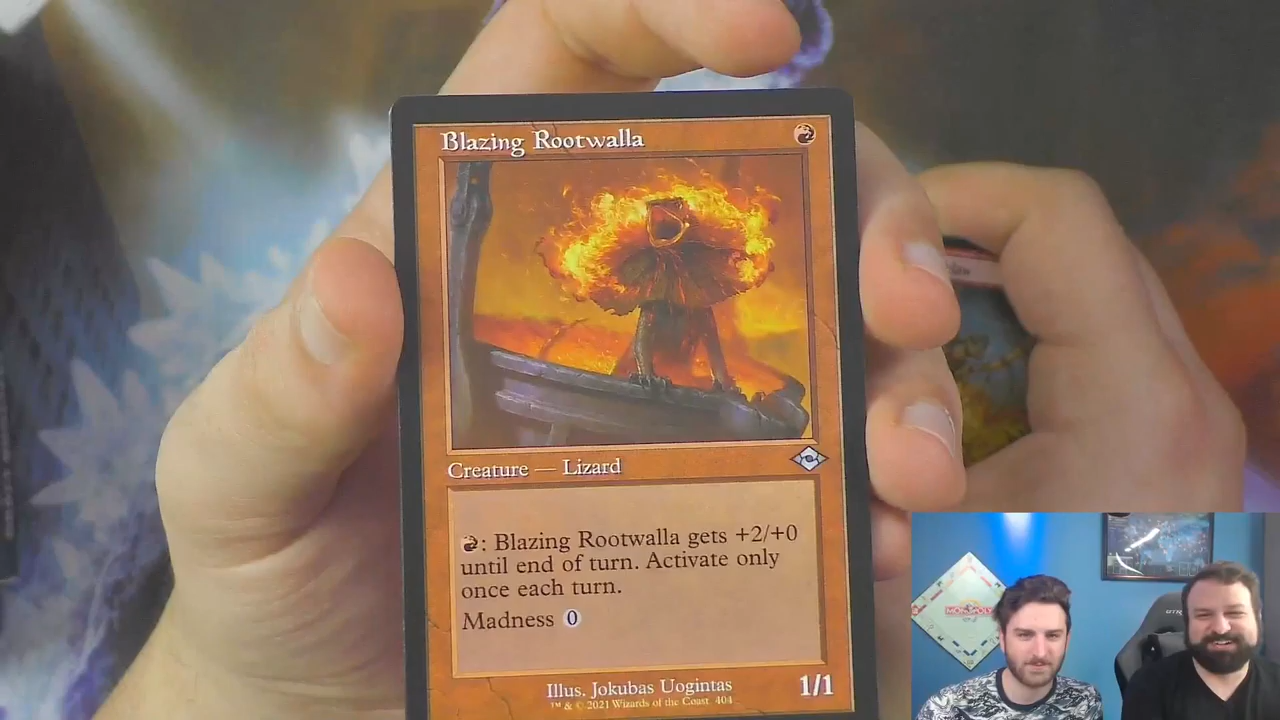 Blazing Rootwalla
Creature — Lizard
: Blazing Rootwalla gets +2/+0
until end of turn. Activate only
once each turn.
Madness 0
Illus. Jokubas Uogintas
1/1
™ & © 2021 Wizards of the Coast 404
MONOPOLY